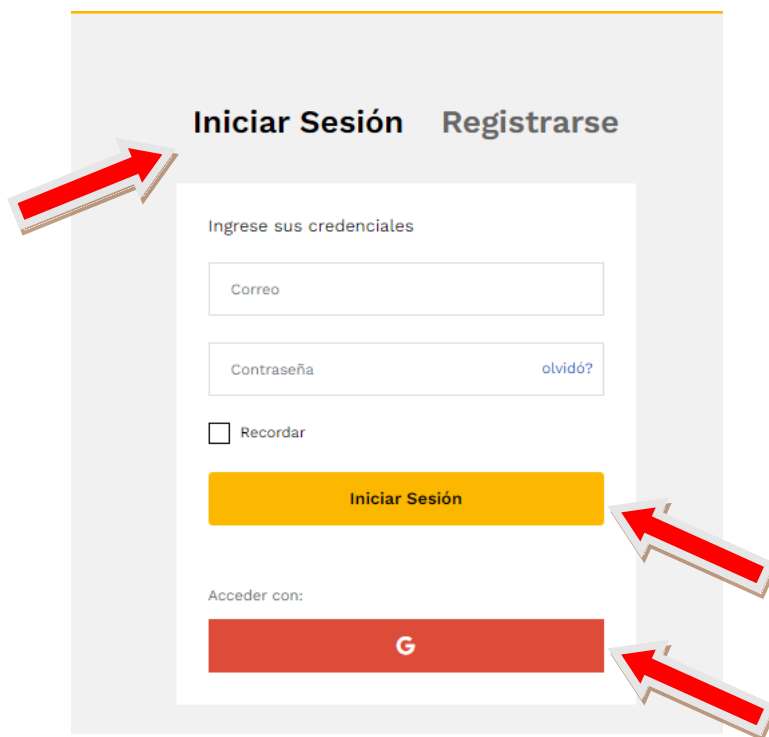 Iniciar Sesión Registrarse
Ingrese sus credenciales
Correo
Contraseña olvidó?
Recordar
Iniciar Sesión
Acceder con:
G